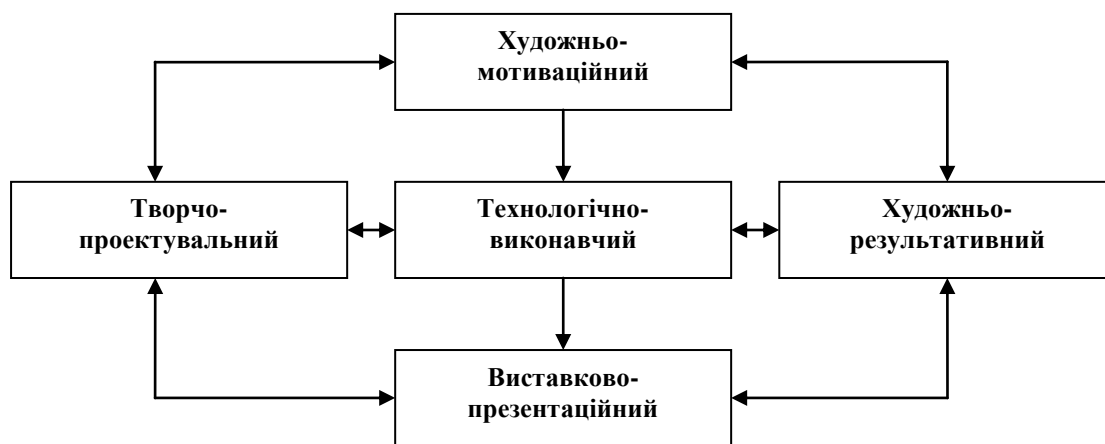 Художньо-
мотиваційний
Творчо-
проектувальний
Технологічно-
виконавчий
Художньо-
результативний
Виставково-
презентаційний